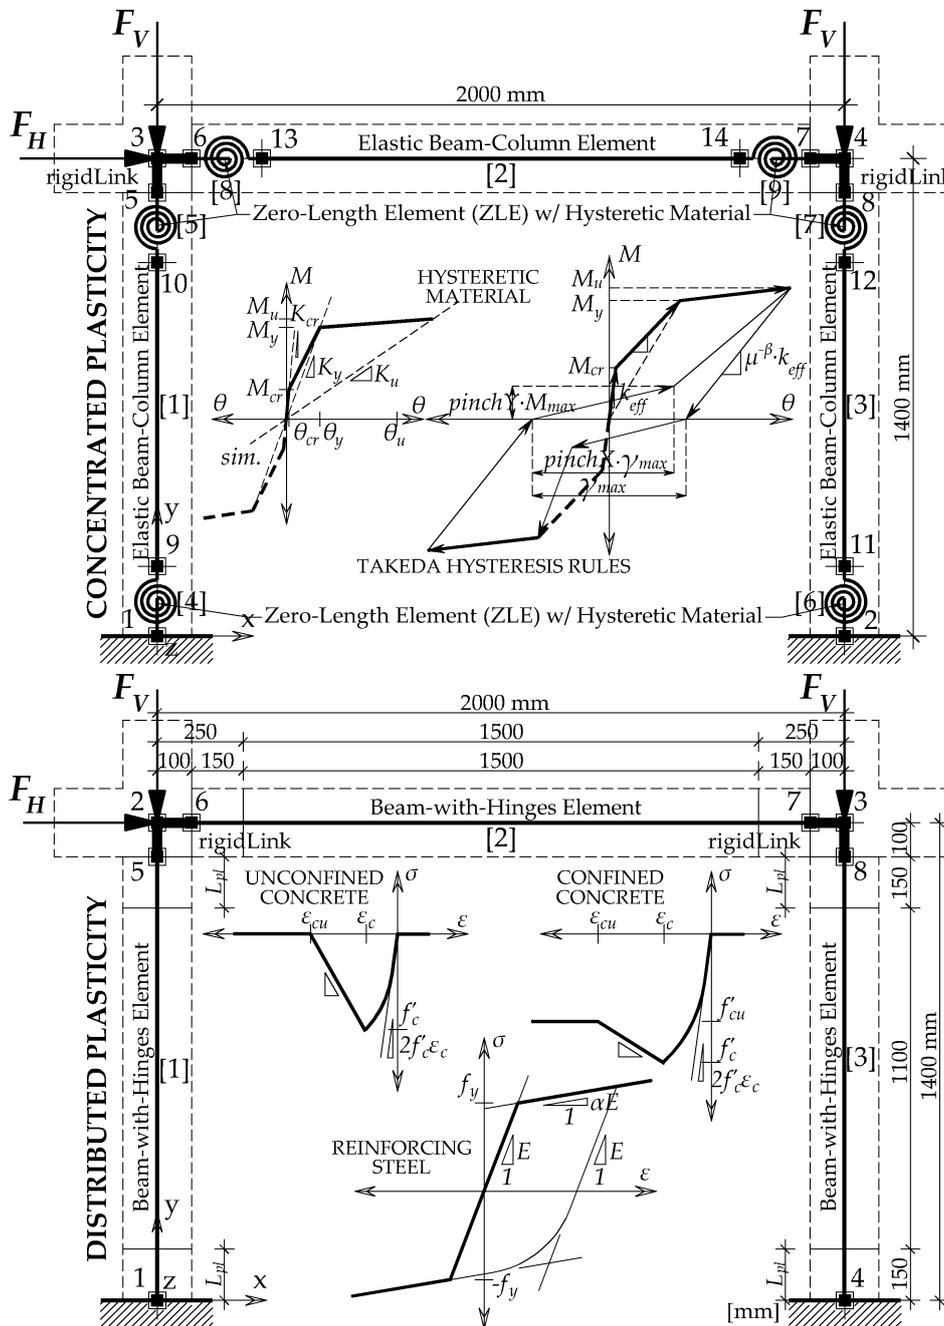 F_V
F_V
2000 mm
F_H
3
6
13
Elastic Beam-Column Element
14
7
4
rigidLink
[8]
[2]
[9]
rigidLink
5
8
Zero-Length Element (ZLE) w/ Hysteretic Material
[5]
[7]
10
12
CONCENTRATED PLASTICITY
Elastic Beam-Column Element
[1]
M
HYSTERETIC
MATERIAL
M_u
K_cr
M_y
K_y
K_u
M_cr
θ
θ
θ_cr
θ_y
θ_u
sim.
M
M_u
M_y
M_cr
k_eff
μ^-β·k_eff
pinchY·M_max
θ
pinchX·γ_max
γ_max
TAKEDA HYSTERESIS RULES
Elastic Beam-Column Element
[3]
1400 mm
y
9
11
[4]
[6]
Zero-Length Element (ZLE) w/ Hysteretic Material
1
x
2
z
F_V
F_V
2000 mm
250
1500
250
100
150
1500
150
100
F_H
2
6
Beam-with-Hinges Element
7
3
rigidLink
[2]
rigidLink
5
8
100
L_pl
L_pl
150
DISTRIBUTED PLASTICITY
Beam-with-Hinges Element
[1]
UNCONFINED
CONCRETE
σ
ε_cu
ε_c
ε
f'_c
2f'_cε_c
CONFINED
CONCRETE
σ
ε_cu
ε_c
ε
f'_cu
f'_c
2f'_cε_c
σ
f_y
αE
1
REINFORCING
STEEL
E
1
E
1
ε
-f_y
Beam-with-Hinges Element
[3]
1100
1400 mm
y
L_pl
L_pl
150
1
z
x
4
[mm]